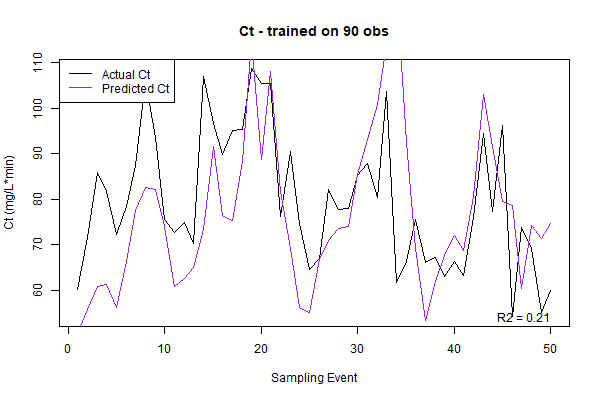 Ct - trained on 90 obs
Actual Ct
Predicted Ct
Ct (mg/L*min)
110
100
90
80
70
60
R2 = 0.21
0 10 20 30 40 50
Sampling Event